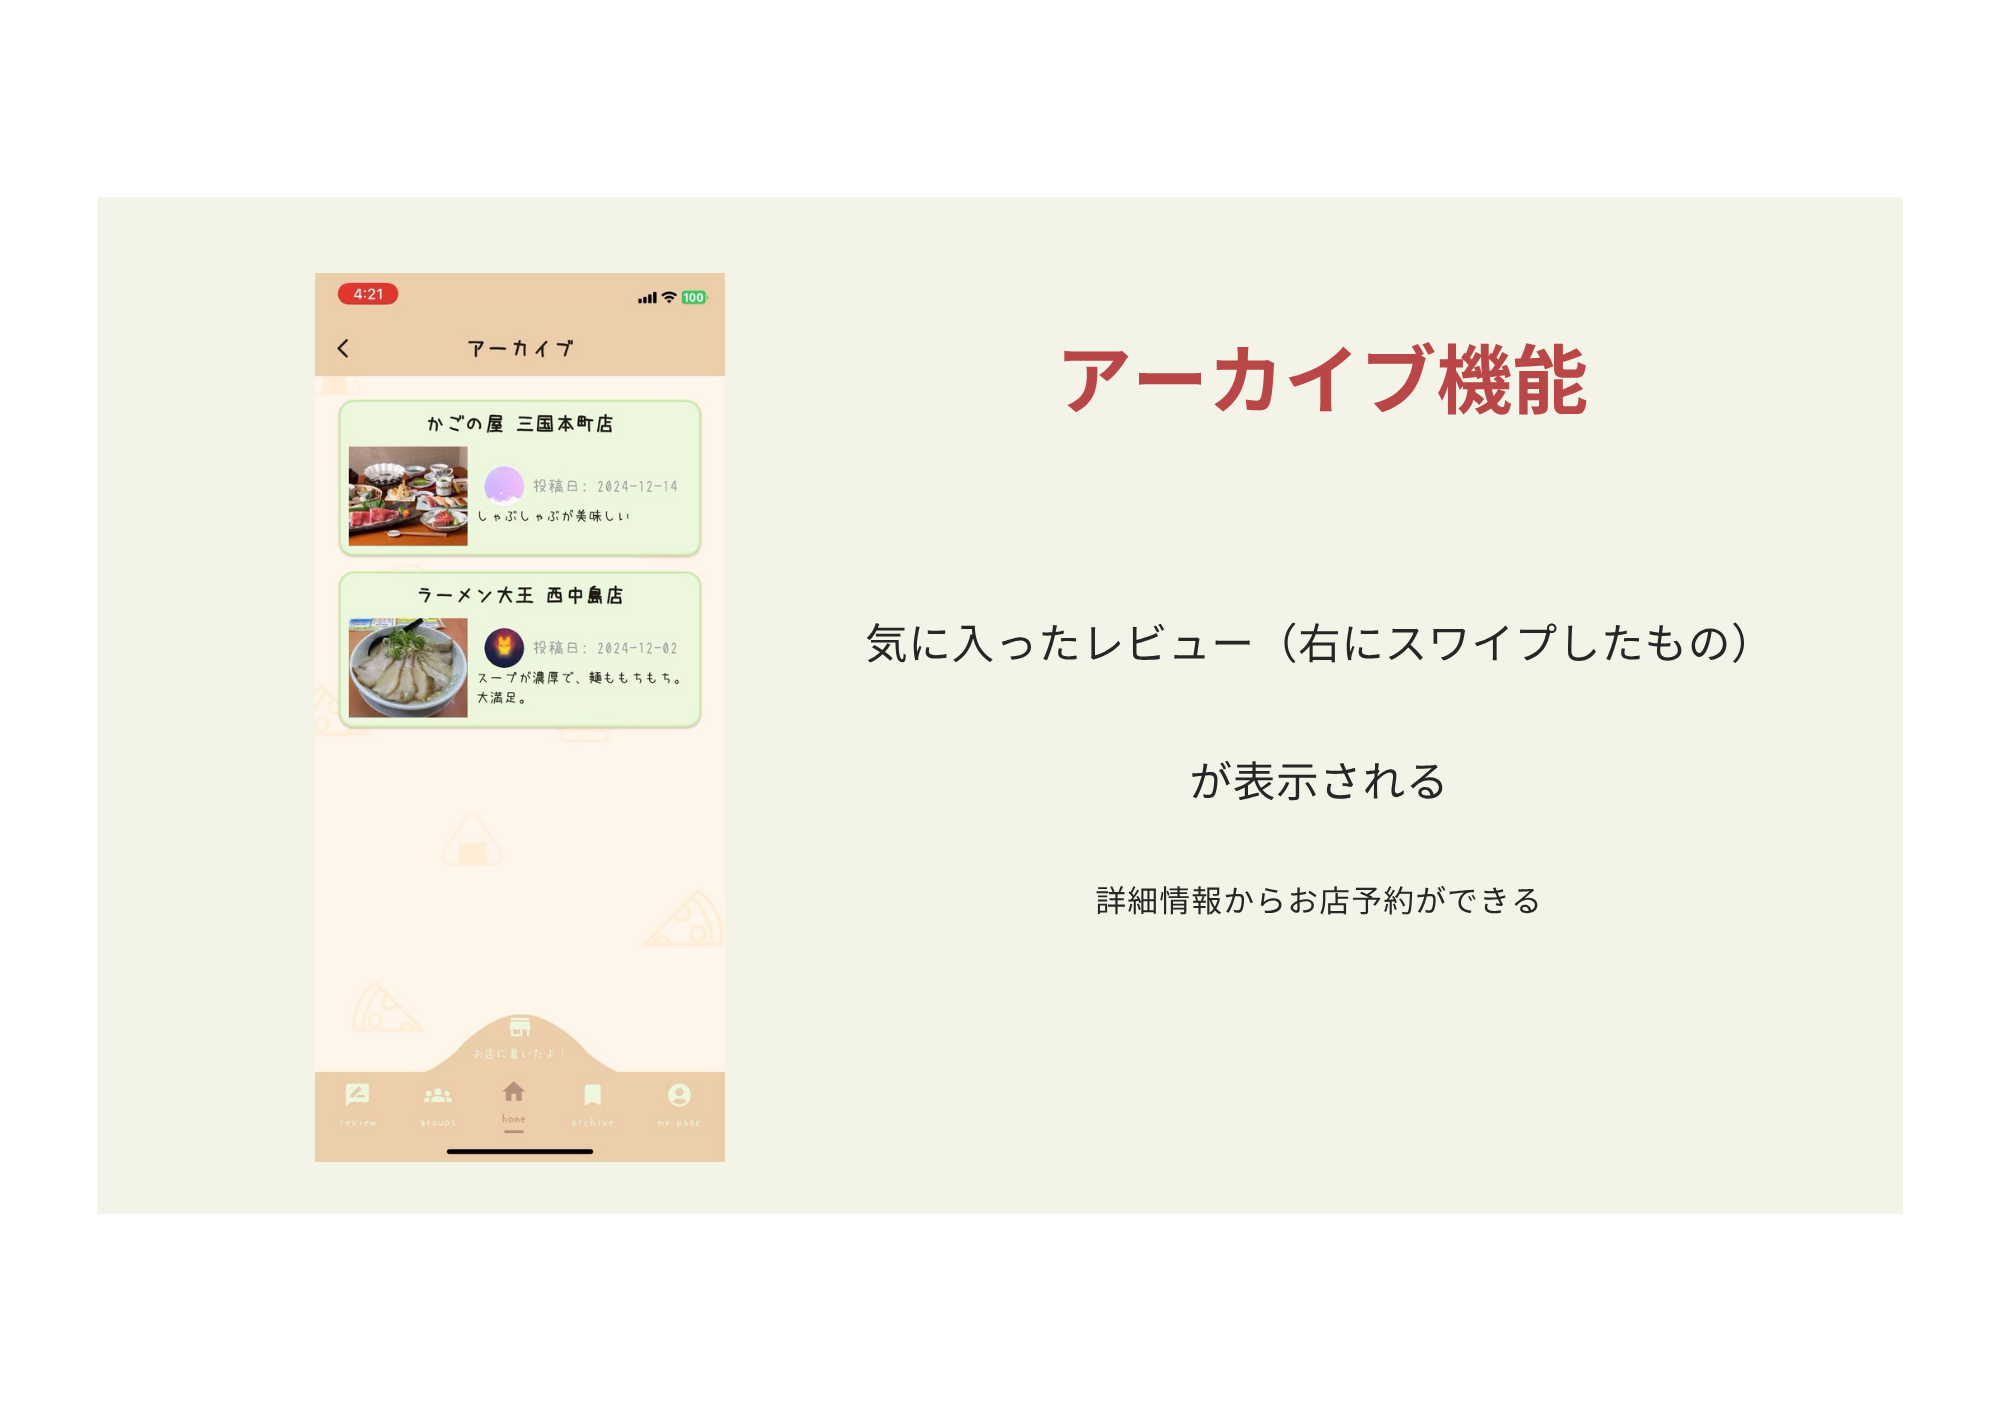 4:21
100
アーカイブ
かごの屋 三国本町店
投稿日: 2024-12-14
しゃぶしゃぶが美味しい
ラーメン大王 西中島店
投稿日: 2024-12-02
スープが濃厚で、麺ももちもち。
大満足。
お店に着いたよ！
review
groups
home
archive
my page
アーカイブ機能
気に入ったレビュー（右にスワイプしたもの）
が表示される
詳細情報からお店予約ができる